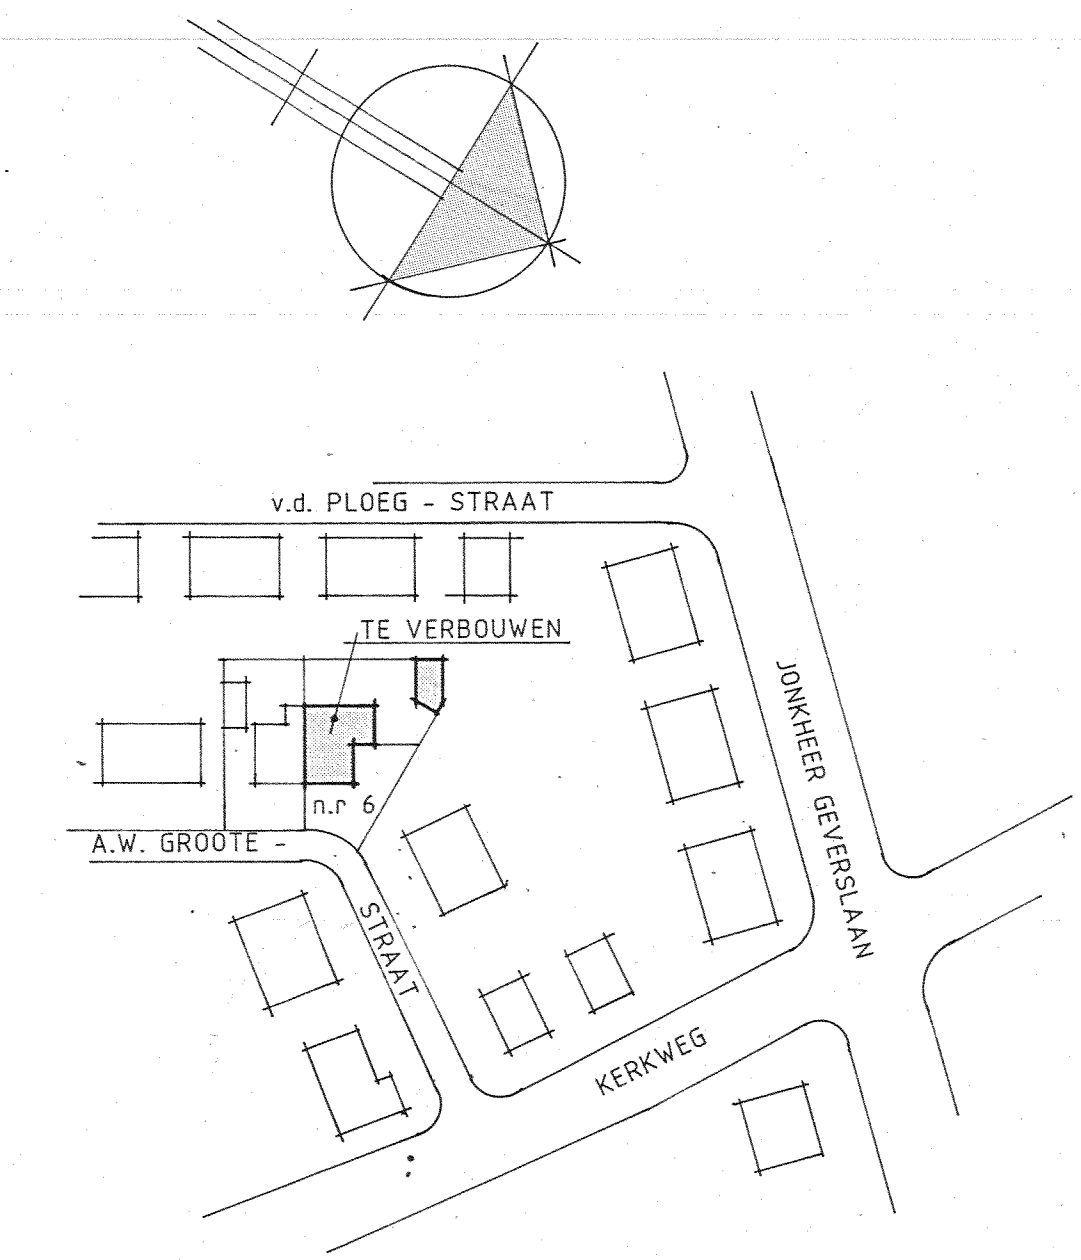 v.d. PLOEG - STRAAT
TE VERBOUWEN
JONKHEER GEVERSLAAN
n.r 6
A.W. GROOTE -
STRAAT
KERKWEG